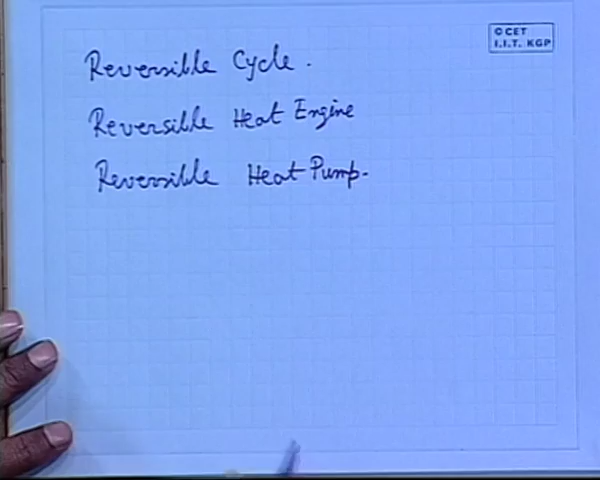 © CET
I.I.T. KGP
Reversible Cycle.
Reversible Heat Engine
Reversible Heat Pump.